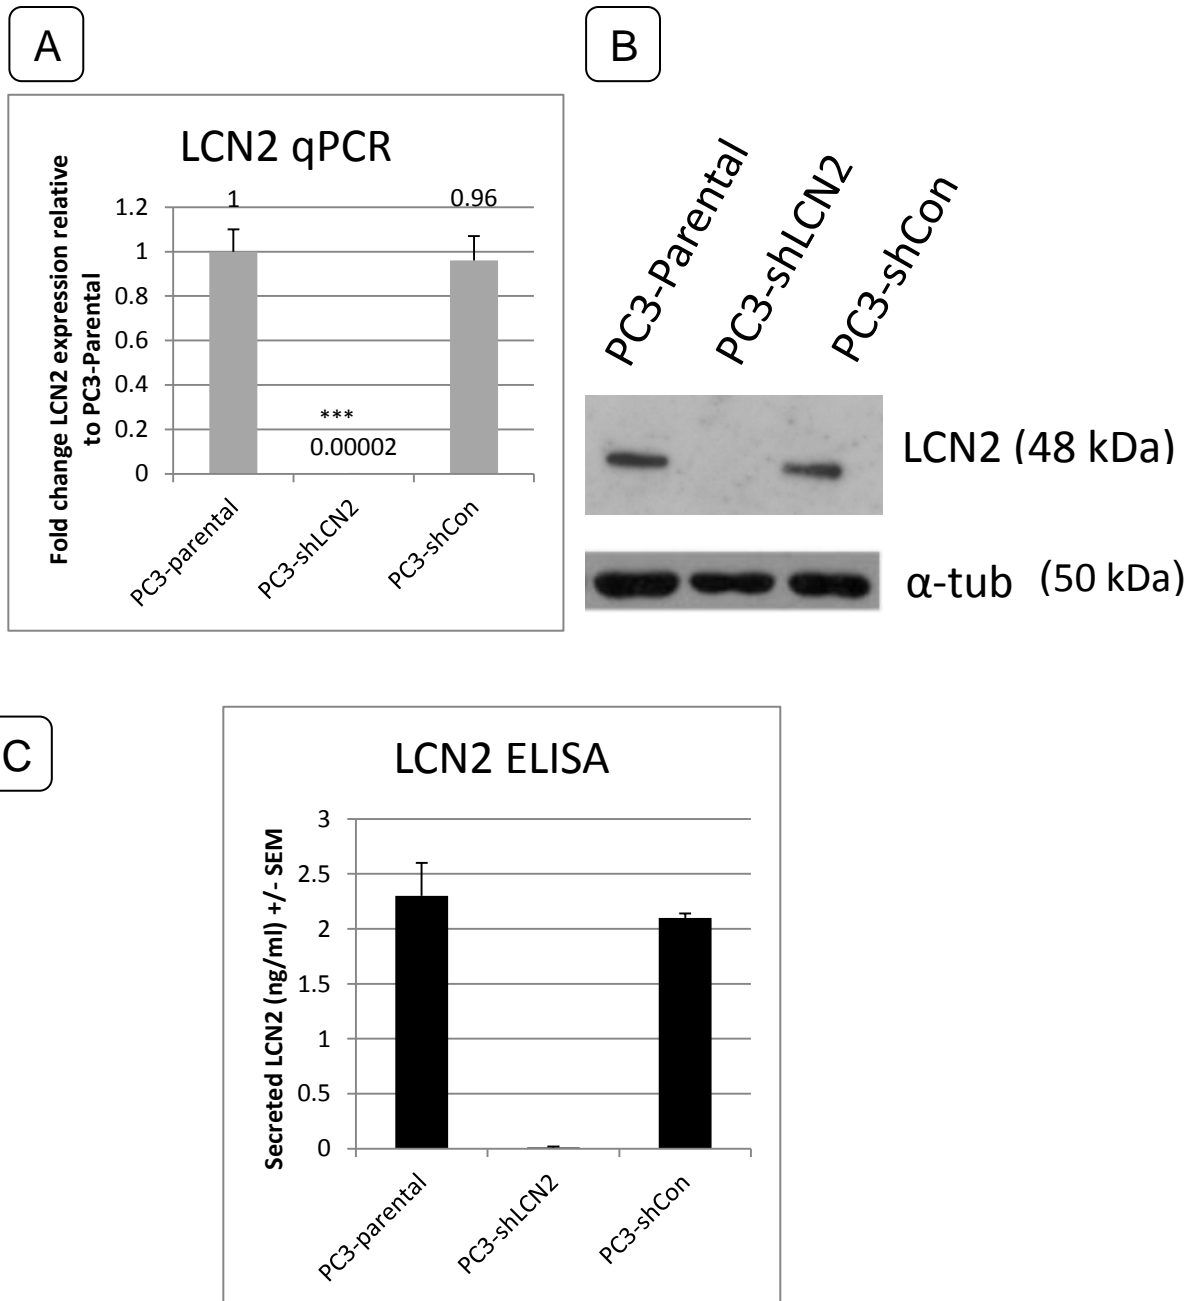 A
LCN2 qPCR
Fold change LCN2 expression relative
to PC3-Parental
1.2
1
0.8
0.6
0.4
0.2
0
1
***
0.00002
0.96
PC3-parental
PC3-shLCN2
PC3-shCon
B
PC3-Parental
PC3-shLCN2
PC3-shCon
LCN2 (48 kDa)
α-tub (50 kDa)
C
LCN2 ELISA
Secreted LCN2 (ng/ml) +/- SEM
3
2.5
2
1.5
1
0.5
0
PC3-parental
PC3-shLCN2
PC3-shCon